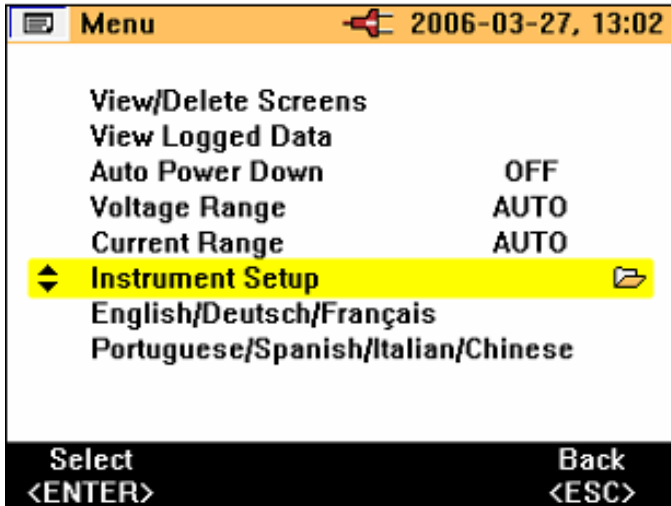 Menu 2006-03-27, 13:02
View/Delete Screens
View Logged Data
Auto Power Down OFF
Voltage Range AUTO
Current Range AUTO
Instrument Setup
English/Deutsch/Français
Portuguese/Spanish/Italian/Chinese
Select Back
<ENTER> <ESC>